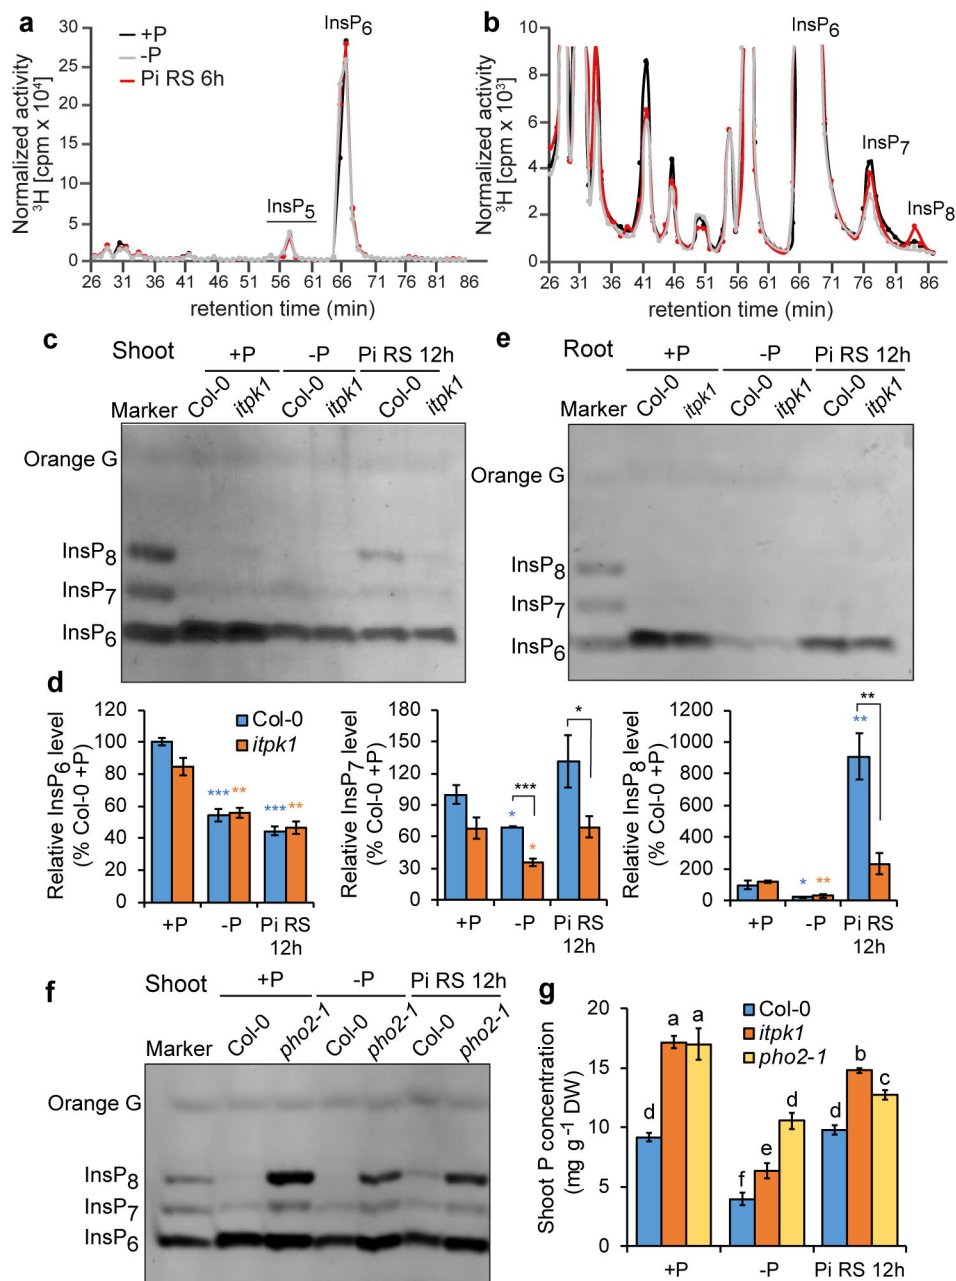 a
30
25
20
15
10
5
0
Normalized activity
³H [cpm x 10⁴]
+P
-P
Pi RS 6h
InsP₆
InsP₅
26 31 36 41 46 51 56 61 66 71 76 81 86
retention time (min)
b
10
8
6
4
2
0
Normalized activity
³H [cpm x 10³]
InsP₆
InsP₇
InsP₈
26 31 36 41 46 51 56 61 66 71 76 81 86
retention time (min)
c
Shoot +P -P Pi RS 12h
Marker Col-0 itpk1 Col-0 itpk1 Col-0 itpk1
Orange G
InsP₈
InsP₇
InsP₆
e
Root +P -P Pi RS 12h
Marker Col-0 itpk1 Col-0 itpk1 Col-0 itpk1
Orange G
InsP₈
InsP₇
InsP₆
d
Relative InsP₆ level
(% Col-0 +P)
120
100
80
60
40
20
0
Col-0
itpk1
*** ** *** **
+P -P Pi RS
12h
Relative InsP₇ level
(% Col-0 +P)
180
150
120
90
60
30
0
* *** * *
+P -P Pi RS
12h
Relative InsP₈ level
(% Col-0 +P)
1200
1000
800
600
400
200
0
* ** ** **
+P -P Pi RS
12h
f
Shoot +P -P Pi RS 12h
Marker Col-0 pho2-1 Col-0 pho2-1 Col-0 pho2-1
Orange G
InsP₈
InsP₇
InsP₆
g
Shoot P concentration
(mg g⁻¹ DW)
20
15
10
5
0
Col-0
itpk1
pho2-1
d a a f e d d b c
+P -P Pi RS 12h